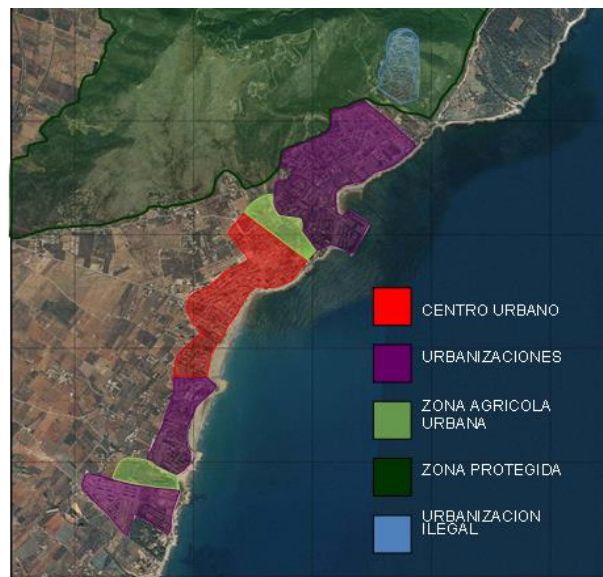 CENTRO URBANO
URBANIZACIONES
ZONA AGRICOLA
URBANA
ZONA PROTEGIDA
URBANIZACION
ILEGAL